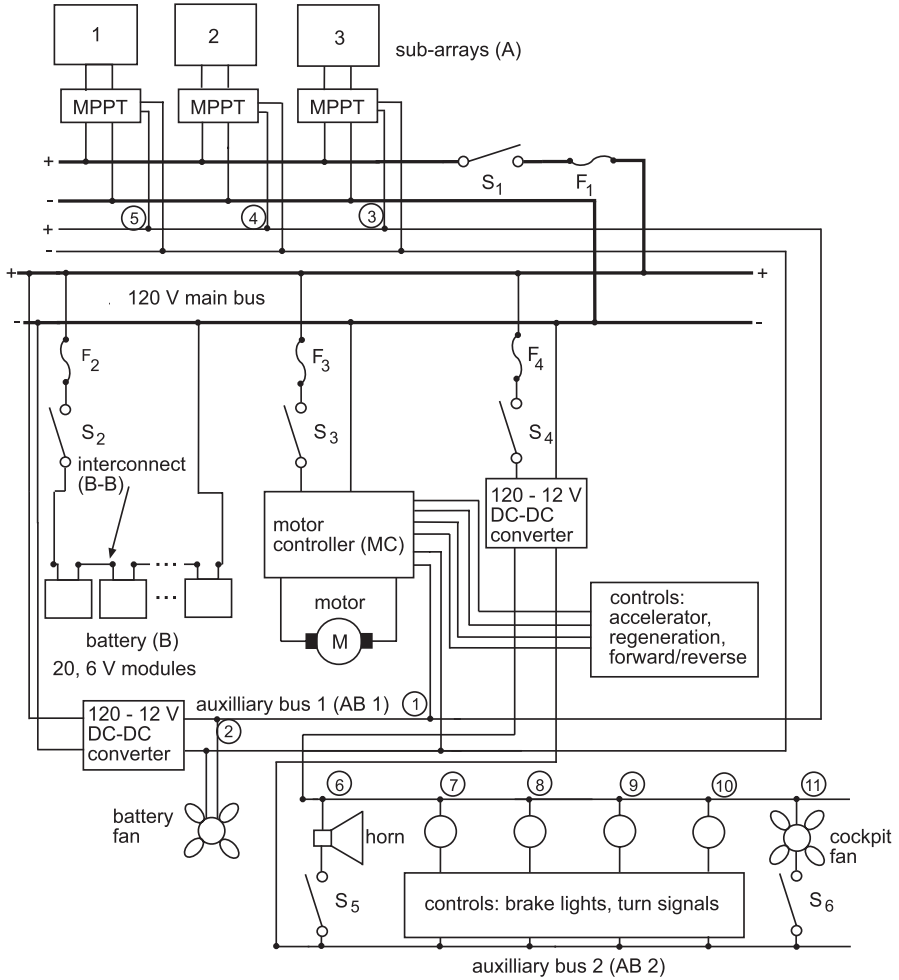 1
2
3
sub-arrays (A)
MPPT
MPPT
MPPT
+
S1
F1
-
5
4
3
+
-
+
+
120 V main bus
-
-
F2
F3
F4
S2
S3
S4
interconnect
(B-B)
120 - 12 V
DC-DC
converter
motor
controller (MC)
controls:
accelerator,
regeneration,
forward/reverse
motor
M
battery (B)
20, 6 V modules
auxilliary bus 1 (AB 1)
1
120 - 12 V
DC-DC
converter
2
6
7
8
9
10
11
battery
fan
horn
cockpit
fan
S5
controls: brake lights, turn signals
S6
auxilliary bus 2 (AB 2)